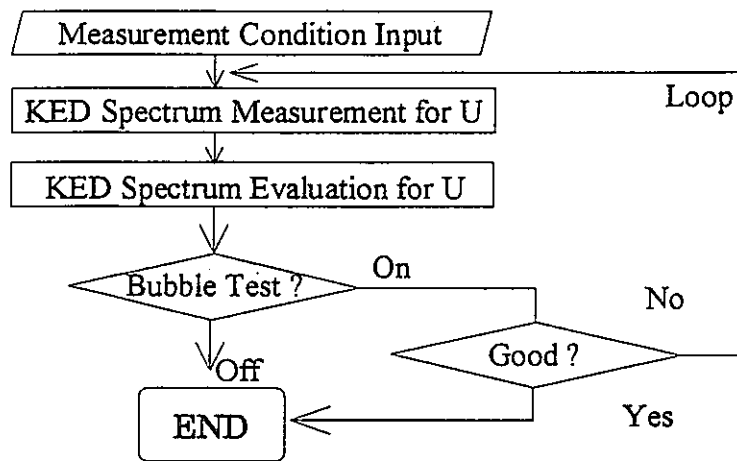 Measurement Condition Input
Loop
KED Spectrum Measurement for U
KED Spectrum Evaluation for U
Bubble Test ?
On
No
Good ?
Off
Yes
END